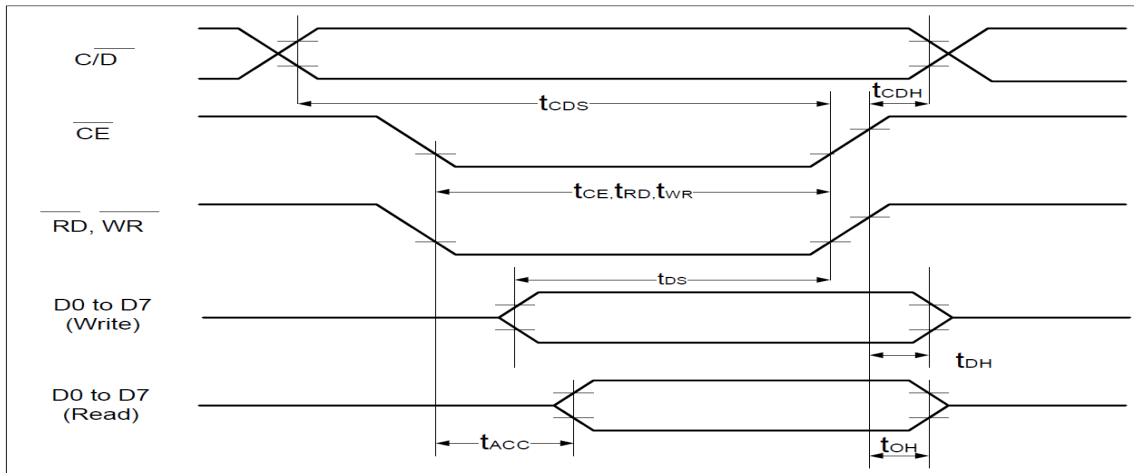 C/D
tCDH
tCDS
CE
tCE,tRD,tWR
RD, WR
tDS
D0 to D7
(Write)
tDH
D0 to D7
(Read)
tACC
tOH